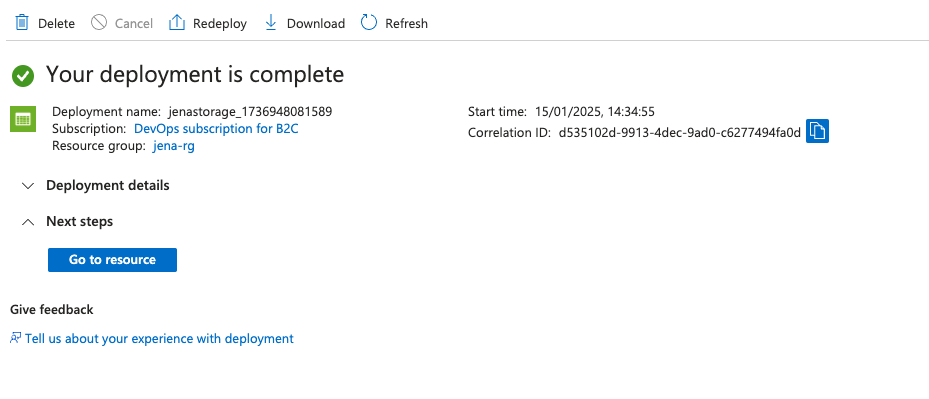 Delete Cancel Redeploy Download Refresh
Your deployment is complete
Deployment name: jenastorage_1736948081589
Subscription: DevOps subscription for B2C
Resource group: jena-rg
Start time: 15/01/2025, 14:34:55
Correlation ID: d535102d-9913-4dec-9ad0-c6277494fa0d
Deployment details
Next steps
Go to resource
Give feedback
Tell us about your experience with deployment